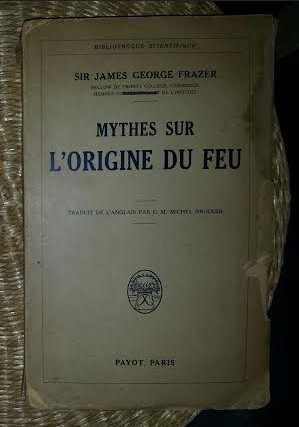 BIBLIOTHÈQUE SCIENTIFIQUE
SIR JAMES GEORGE FRAZER
FELLOW DE TRINITY COLLEGE, CAMBRIDGE
MEMBRE DE L'INSTITUT
MYTHES SUR
L'ORIGINE DU FEU
TRADUIT DE L'ANGLAIS PAR G. M. MICHEL DRUCKER
PAYOT, PARIS